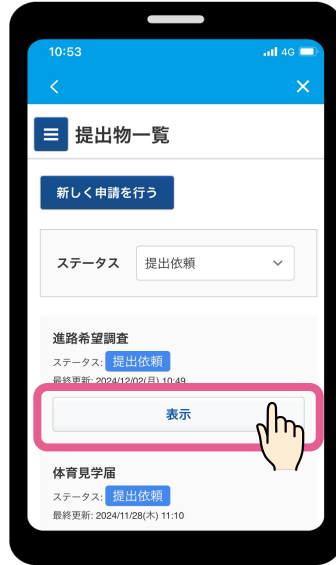 10:53
4G
提出物一覧
新しく申請を行う
ステータス 提出依頼
進路希望調査
ステータス: 提出依頼
最終更新: 2024/12/02(月) 10:49
表示
体育見学届
ステータス: 提出依頼
最終更新: 2024/11/28(木) 11:10